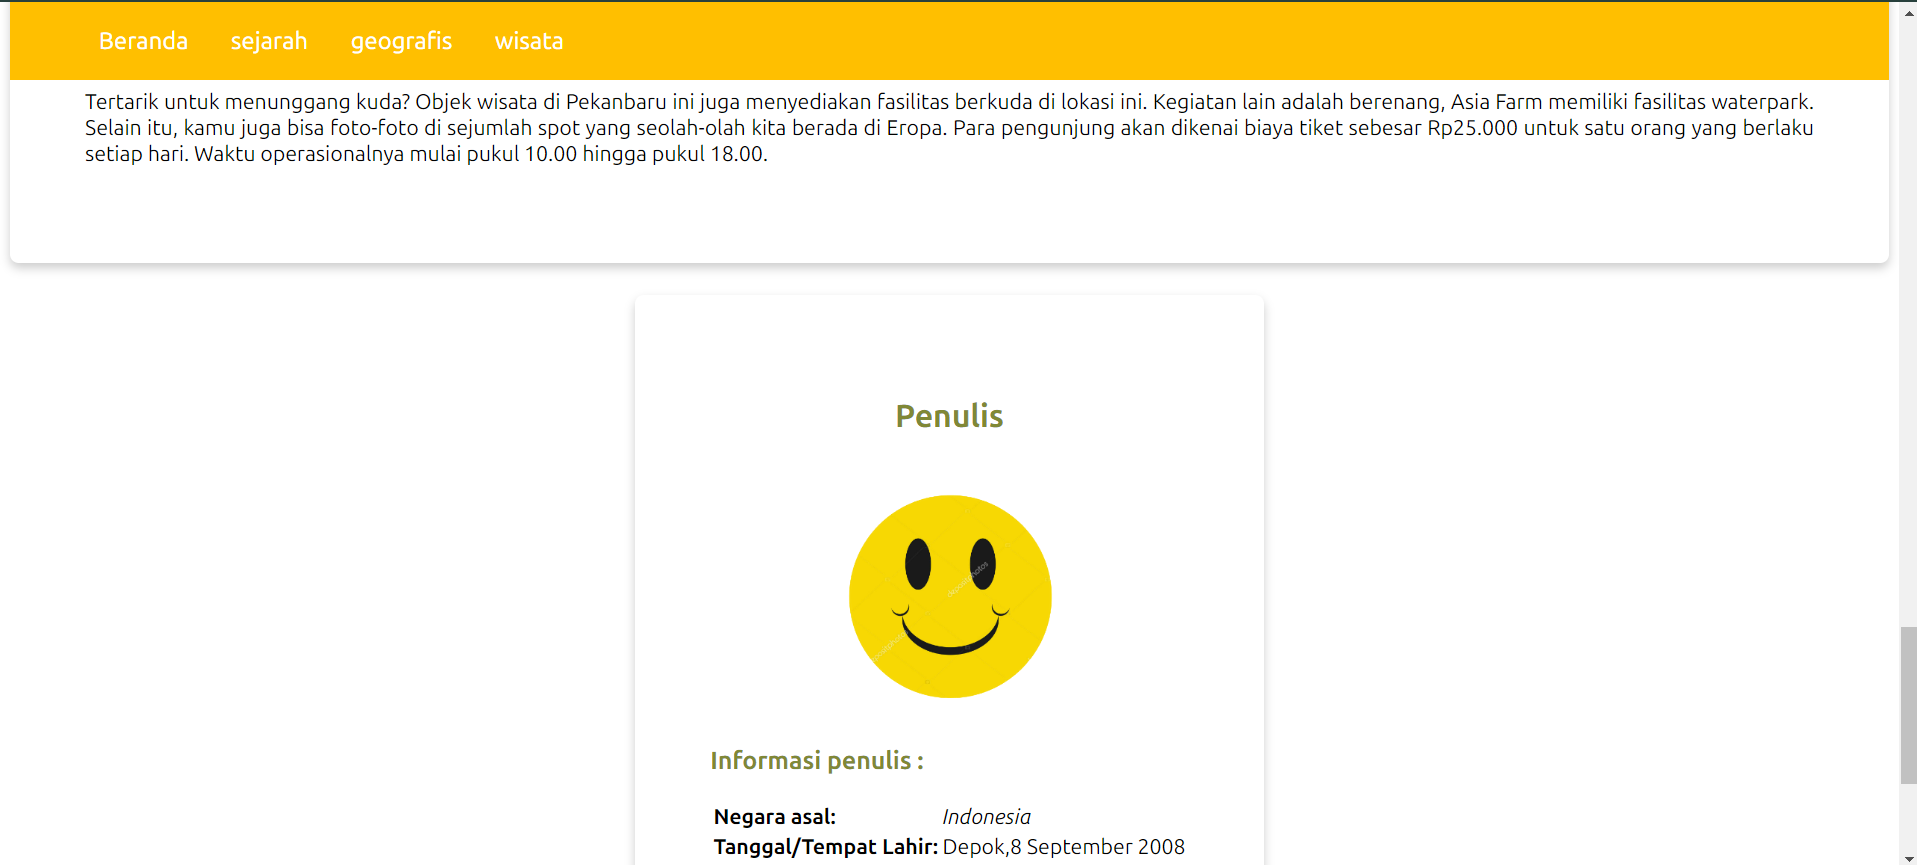 Beranda sejarah geografis wisata
Tertarik untuk menunggang kuda? Objek wisata di Pekanbaru ini juga menyediakan fasilitas berkuda di lokasi ini. Kegiatan lain adalah berenang, Asia Farm memiliki fasilitas waterpark.
Selain itu, kamu juga bisa foto-foto di sejumlah spot yang seolah-olah kita berada di Eropa. Para pengunjung akan dikenai biaya tiket sebesar Rp25.000 untuk satu orang yang berlaku
setiap hari. Waktu operasionalnya mulai pukul 10.00 hingga pukul 18.00.
Penulis
Informasi penulis :
Negara asal: Indonesia
Tanggal/Tempat Lahir: Depok,8 September 2008